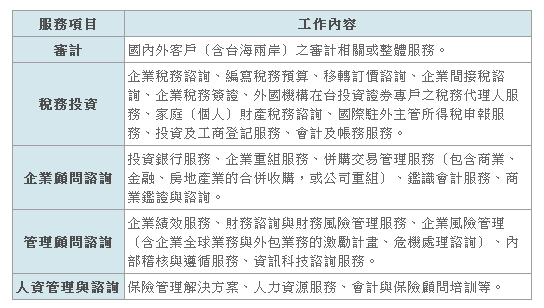 服務項目 工作內容
審計 國內外客戶〔含台海兩岸〕之審計相關或整體服務。
稅務投資
企業稅務諮詢、編寫稅務預算、移轉訂價諮詢、企業間接稅諮
詢、企業稅務簽證、外國機構在台投資證券專戶之稅務代理人服
務、家庭〔個人〕財產稅務諮詢、國際駐外主管所得稅申報服
務、投資及工商登記服務、會計及帳務服務。
企業顧問諮詢
投資銀行服務、企業重組服務、併購交易管理服務〔包含商業、
金融、房地產業的合併收購，或公司重組〕、鑑識會計服務、商
業鑑證與諮詢。
管理顧問諮詢
企業績效服務、財務諮詢與財務風險管理服務、企業風險管理
〔含企業全球業務與外包業務的激勵計畫、危機處理諮詢〕、內
部稽核與遵循服務、資訊科技諮詢服務。
人資管理與諮詢 保險管理解決方案、人力資源服務、會計與保險顧問培訓等。